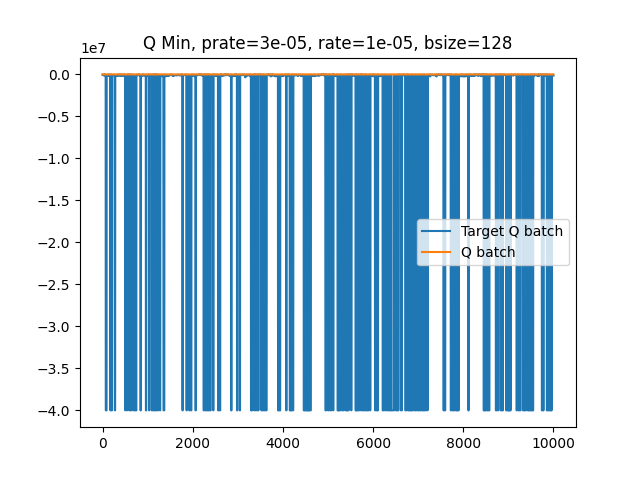 Q Min, prate=3e-05, rate=1e-05, bsize=128
1e7
0.0
−0.5
−1.0
−1.5
−2.0
−2.5
−3.0
−3.5
−4.0
Target Q batch
Q batch
0 2000 4000 6000 8000 10000